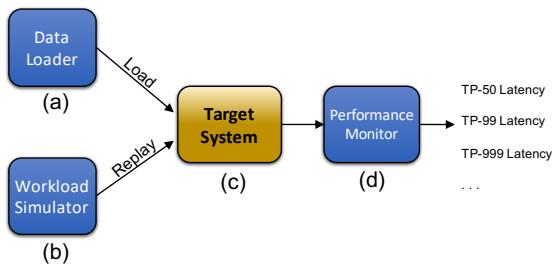 Data
Loader
(a)
Load
Workload
Simulator
(b)
Replay
Target
System
(c)
Performance
Monitor
(d)
TP-50 Latency
TP-99 Latency
TP-999 Latency
. . .